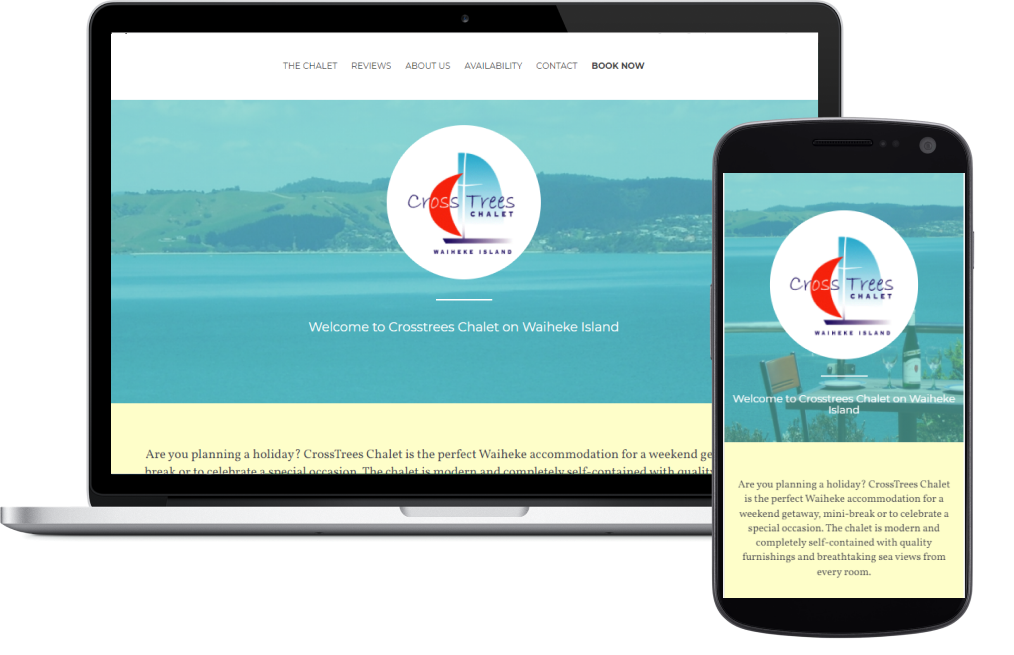 THE CHALET REVIEWS ABOUT US AVAILABILITY CONTACT BOOK NOW
Cross Trees
CHALET
WAIHEKE ISLAND
Welcome to Crosstrees Chalet on Waiheke Island
Are you planning a holiday? CrossTrees Chalet is the perfect Waiheke accommodation for a weekend ge
break or to celebrate a special occasion. The chalet is modern and completely self-contained with quality
Cross Trees
CHALET
WAIHEKE ISLAND
Welcome to Crosstrees Chalet on Waiheke
Island
Are you planning a holiday? CrossTrees Chalet
is the perfect Waiheke accommodation for a
weekend getaway, mini-break or to celebrate a
special occasion. The chalet is modern and
completely self-contained with quality
furnishings and breathtaking sea views from
every room.